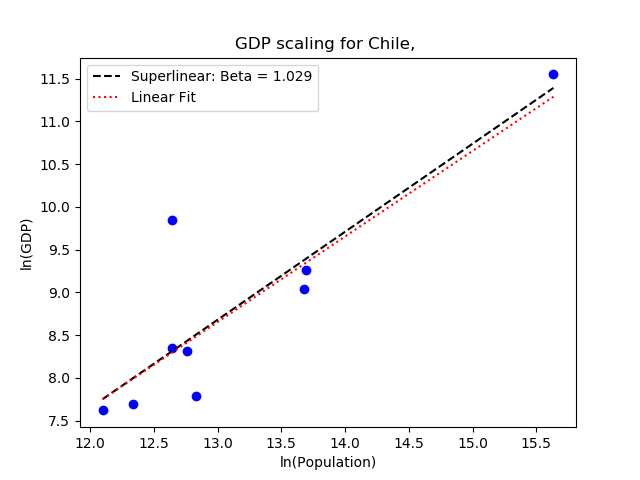 GDP scaling for Chile,
Superlinear: Beta = 1.029
Linear Fit
ln(GDP)
11.5
11.0
10.5
10.0
9.5
9.0
8.5
8.0
7.5
12.0 12.5 13.0 13.5 14.0 14.5 15.0 15.5
ln(Population)